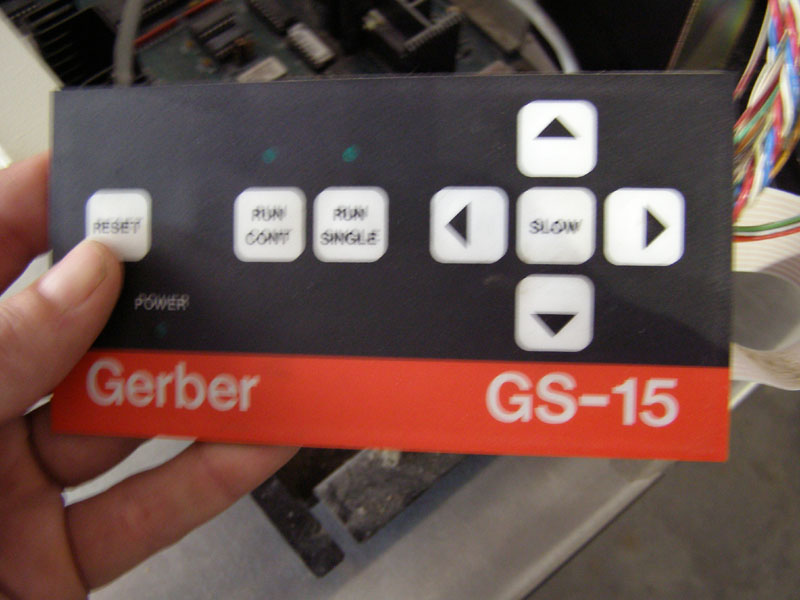 RESET
RUN
CONT
RUN
SINGLE
SLOW
POWER
Gerber
GS-15